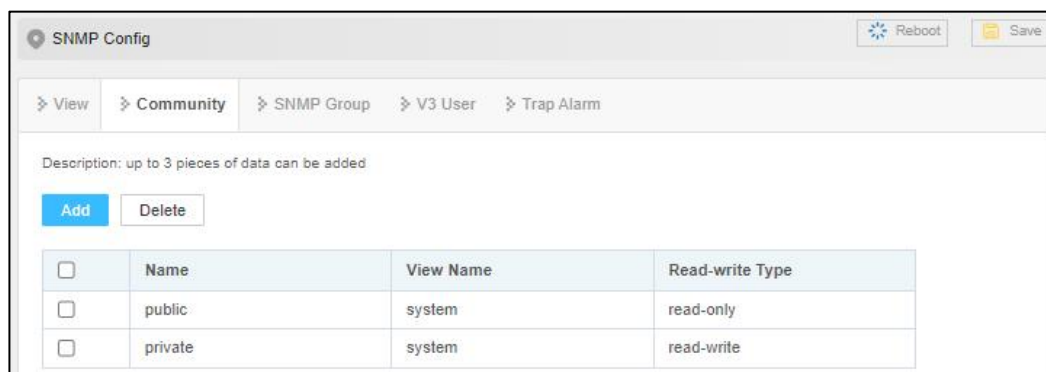 SNMP Config Reboot Save
View Community SNMP Group V3 User Trap Alarm
Description: up to 3 pieces of data can be added
Add Delete
Name View Name Read-write Type
public system read-only
private system read-write